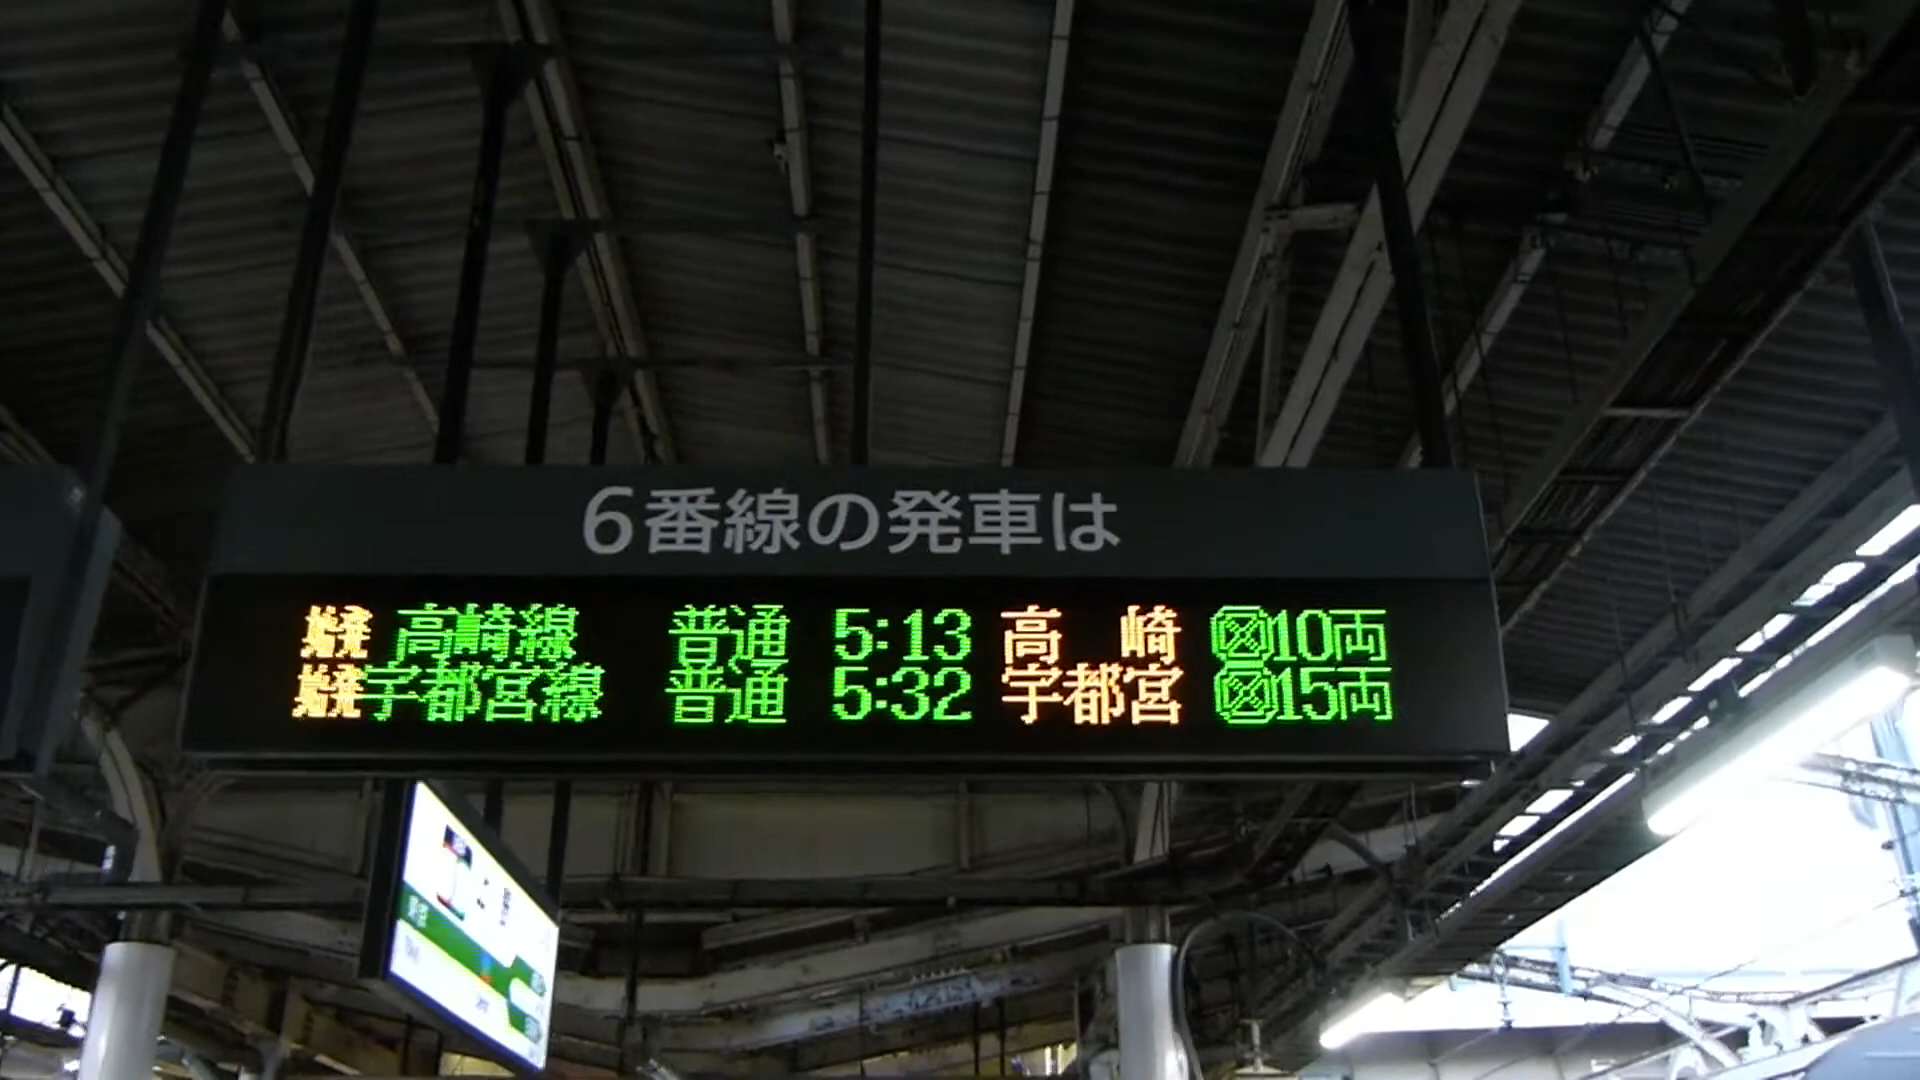 6番線の発車は
始発 高崎線 普通 5:13 高崎 10両
始発 宇都宮線 普通 5:32 宇都宮 15両